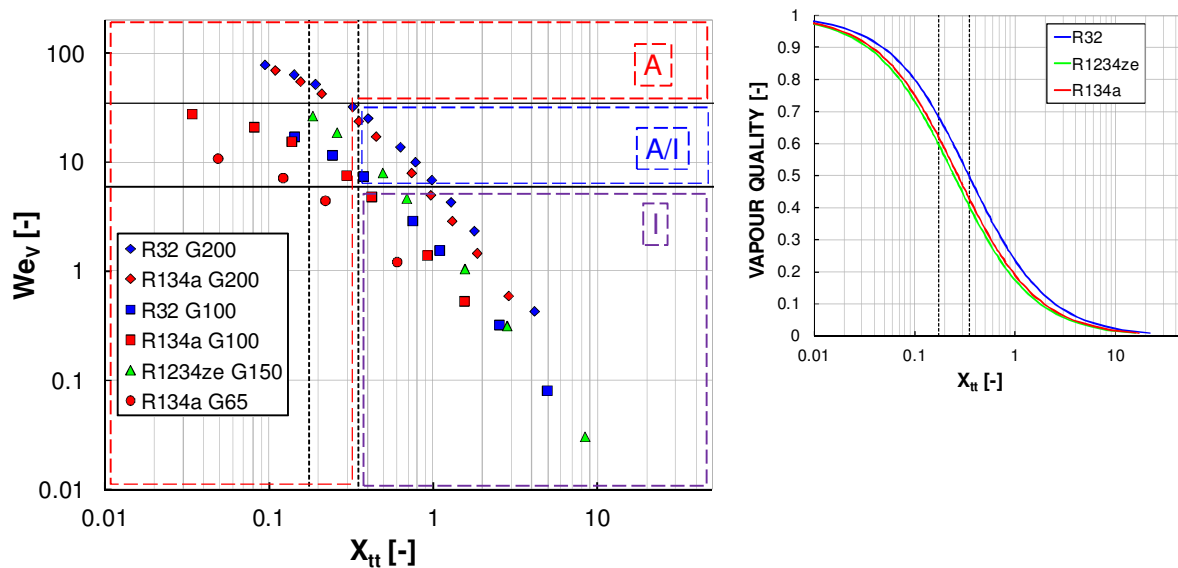 100
10
1
0.1
0.01
We_V [-]
A
A/I
I
R32 G200
R134a G200
R32 G100
R134a G100
R1234ze G150
R134a G65
0.01 0.1 1 10
X_tt [-]
1
0.9
0.8
0.7
0.6
0.5
0.4
0.3
0.2
0.1
0
VAPOUR QUALITY [-]
R32
R1234ze
R134a
0.01 0.1 1 10
X_tt [-]